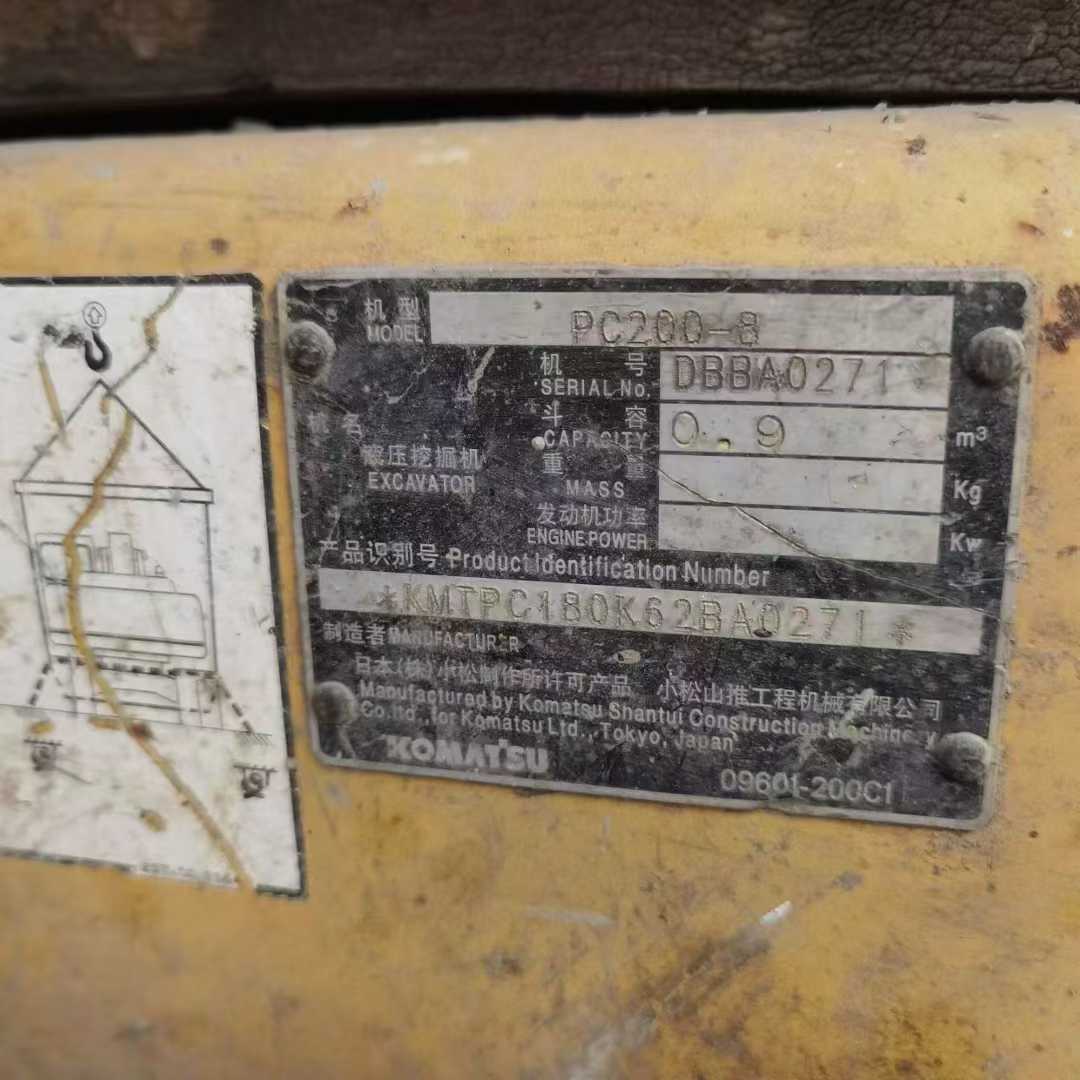 机型 PC200-8
MODEL
机号 DBBA0271
SERIAL No.
机名
斗容 0.9 m³
CAPACITY
液压挖掘机
EXCAVATOR
重量 Kg
MASS
发动机功率 Kw
ENGINE POWER
产品识别号 Product Identification Number
*KMTPC180K62BA0271*
制造者 MANUFACTURER
日本(株)小松制作所许可产品 小松山推工程机械有限公司
Manufactured by Komatsu Shantui Construction Machinery
Co.ltd.,for Komatsu Ltd.,Tokyo,Japan
KOMATSU
09601-200C1